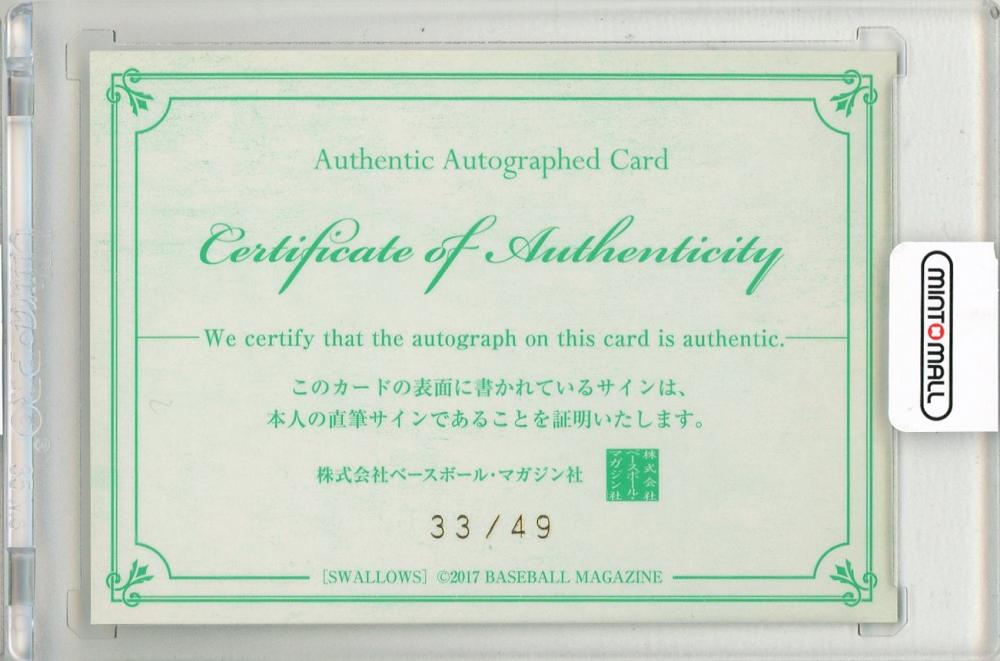 Authentic Autographed Card
Certificate of Authenticity
We certify that the autograph on this card is authentic.
このカードの表面に書かれているサインは、
本人の直筆サインであることを証明いたします。
株式会社ベースボール・マガジン社
株式会社
ベースボール・
マガジン社
33/49
[SWALLOWS] ©2017 BASEBALL MAGAZINE
MINT MALL